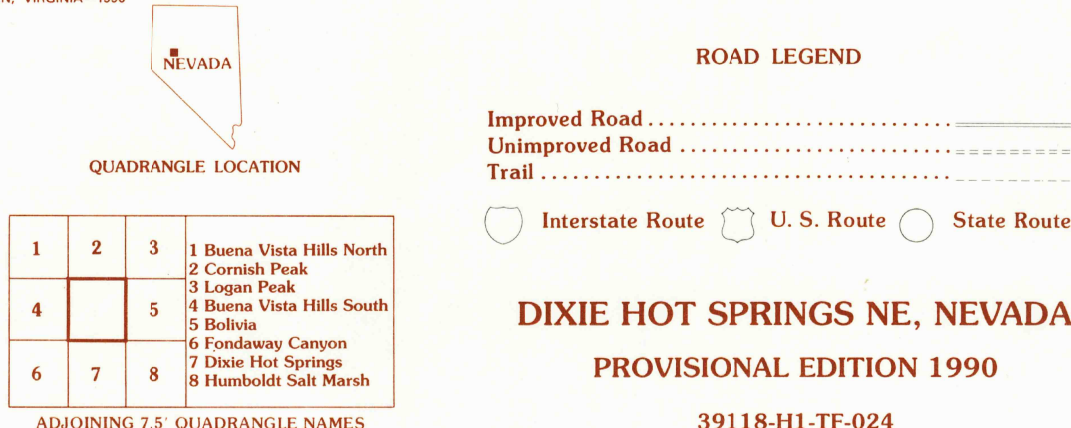 VIRGINIA 1990
NEVADA
QUADRANGLE LOCATION
1 2 3
4 5
6 7 8
1 Buena Vista Hills North
2 Cornish Peak
3 Logan Peak
4 Buena Vista Hills South
5 Bolivia
6 Fondaway Canyon
7 Dixie Hot Springs
8 Humboldt Salt Marsh
ADJOINING 7.5′ QUADRANGLE NAMES
ROAD LEGEND
Improved Road
Unimproved Road
Trail
Interstate Route U. S. Route State Route
DIXIE HOT SPRINGS NE, NEVADA
PROVISIONAL EDITION 1990
39118-H1-TF-024